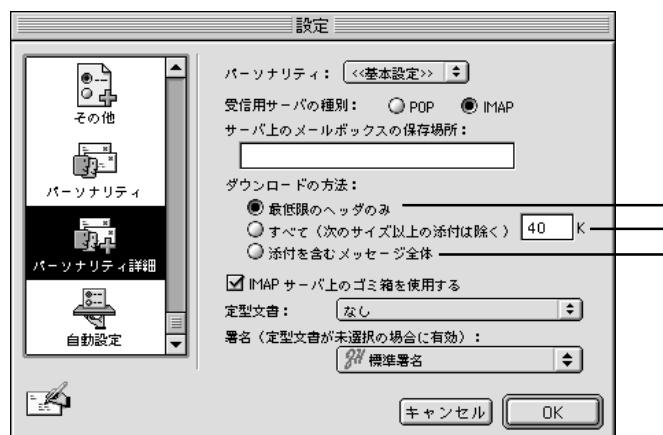 設定
その他
パーソナリティ
パーソナリティ詳細
自動設定
パーソナリティ： <<基本設定>>
受信用サーバの種別： POP IMAP
サーバ上のメールボックスの保存場所：
ダウンロードの方法：
最低限のヘッダのみ
すべて（次のサイズ以上の添付は除く） 40 K
添付を含むメッセージ全体
IMAP サーバ上のゴミ箱を使用する
定型文書： なし
署名（定型文書が未選択の場合に有効）：
標準署名
キャンセル OK